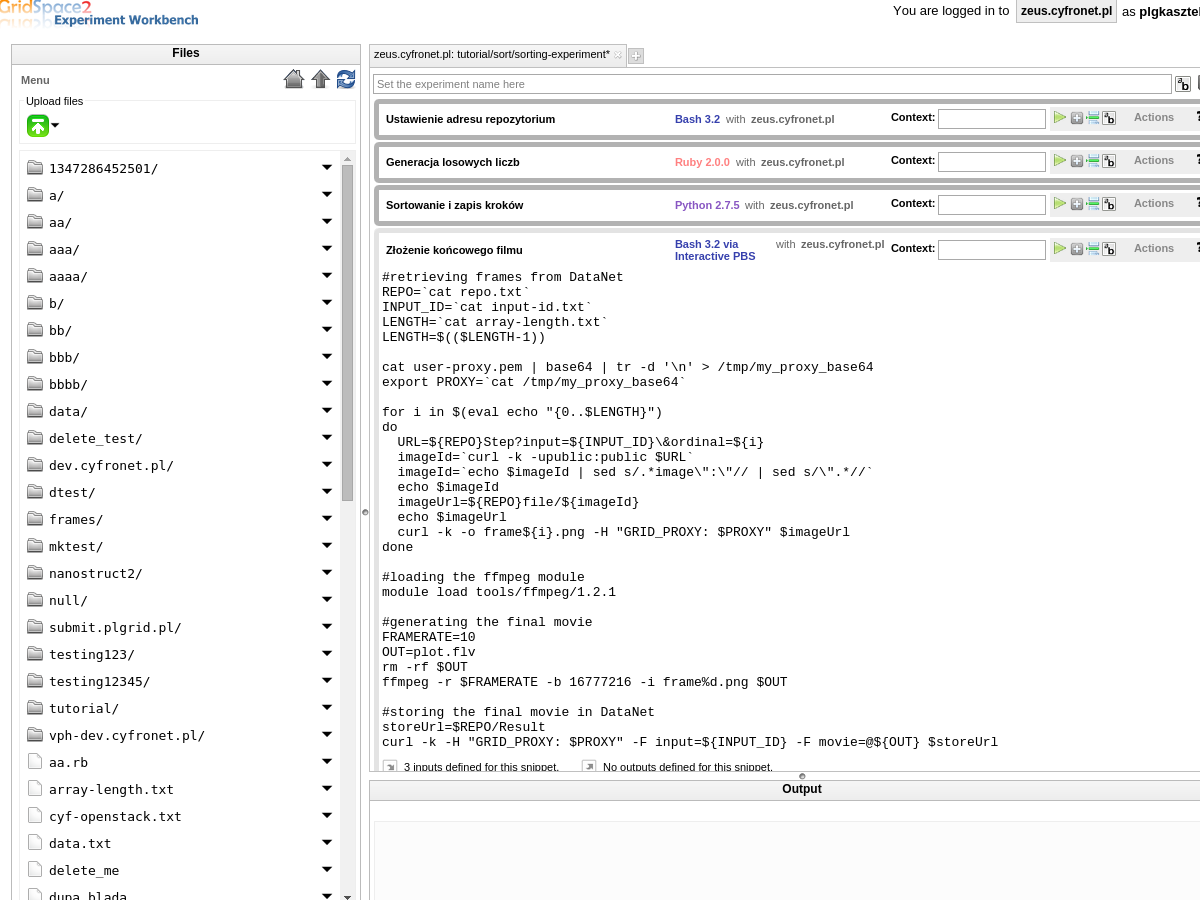 GridSpace2
Experiment Workbench
You are logged in to zeus.cyfronet.pl as
Files
Menu
Upload files
1347286452501/
a/
aa/
aaa/
aaaa/
b/
bb/
bbb/
bbbb/
data/
delete_test/
dev.cyfronet.pl/
dtest/
frames/
mktest/
nanostruct2/
null/
submit.plgrid.pl/
testing123/
testing12345/
tutorial/
vph-dev.cyfronet.pl/
aa.rb
array-length.txt
cyf-openstack.txt
data.txt
delete_me
dupa blada
zeus.cyfronet.pl: tutorial/sort/sorting-experiment*
Set the experiment name here
Ustawienie adresu repozytorium Bash 3.2 with zeus.cyfronet.pl Context: Actions ?
Generacja losowych liczb Ruby 2.0.0 with zeus.cyfronet.pl Context: Actions ?
Sortowanie i zapis kroków Python 2.7.5 with zeus.cyfronet.pl Context: Actions ?
Złożenie końcowego filmu Bash 3.2 via Interactive PBS with zeus.cyfronet.pl Context: Actions ?
#retrieving frames from DataNet
REPO=`cat repo.txt`
INPUT_ID=`cat input-id.txt`
LENGTH=`cat array-length.txt`
LENGTH=$(($LENGTH-1))
cat user-proxy.pem | base64 | tr -d '\n' > /tmp/my_proxy_base64
export PROXY=`cat /tmp/my_proxy_base64`
for i in $(eval echo "{0..$LENGTH}")
do
URL=${REPO}Step?input=${INPUT_ID}\&ordinal=${i}
imageId=`curl -k -upublic:public $URL`
imageId=`echo $imageId | sed s/.*image\":\"// | sed s/\".*//`
echo $imageId
imageUrl=${REPO}file/${imageId}
echo $imageUrl
curl -k -o frame${i}.png -H "GRID_PROXY: $PROXY" $imageUrl
done
#loading the ffmpeg module
module load tools/ffmpeg/1.2.1
#generating the final movie
FRAMERATE=10
OUT=plot.flv
rm -rf $OUT
ffmpeg -r $FRAMERATE -b 16777216 -i frame%d.png $OUT
#storing the final movie in DataNet
storeUrl=$REPO/Result
curl -k -H "GRID_PROXY: $PROXY" -F input=${INPUT_ID} -F movie=@${OUT} $storeUrl
3 inputs defined for this snippet. No outputs defined for this snippet.
Output